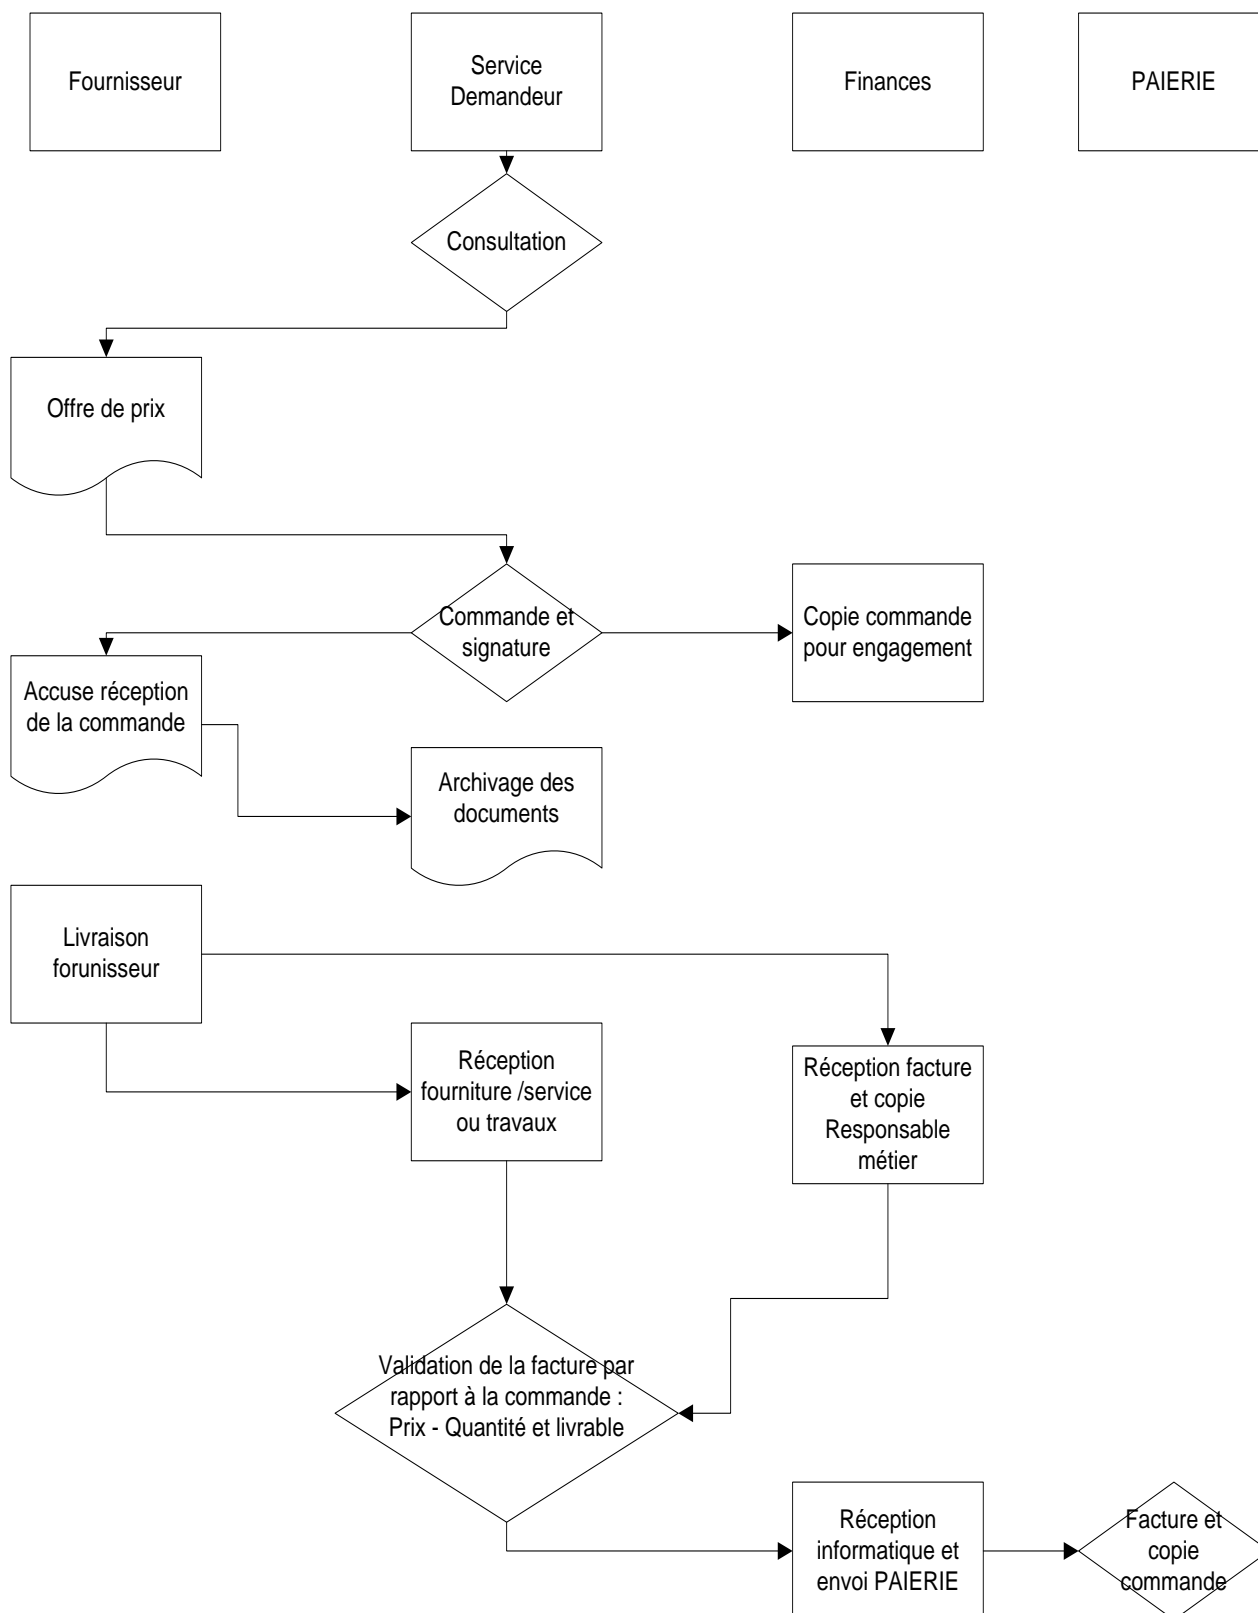 Fournisseur
Service
Demandeur
Finances
PAIERIE
Consultation
Offre de prix
Commande et
signature
Copie commande
pour engagement
Accuse réception
de la commande
Archivage des
documents
Livraison
forunisseur
Réception
fourniture /service
ou travaux
Réception facture
et copie
Responsable
métier
Validation de la facture par
rapport à la commande :
Prix - Quantité et livrable
Réception
informatique et
envoi PAIERIE
Facture et
copie
commande